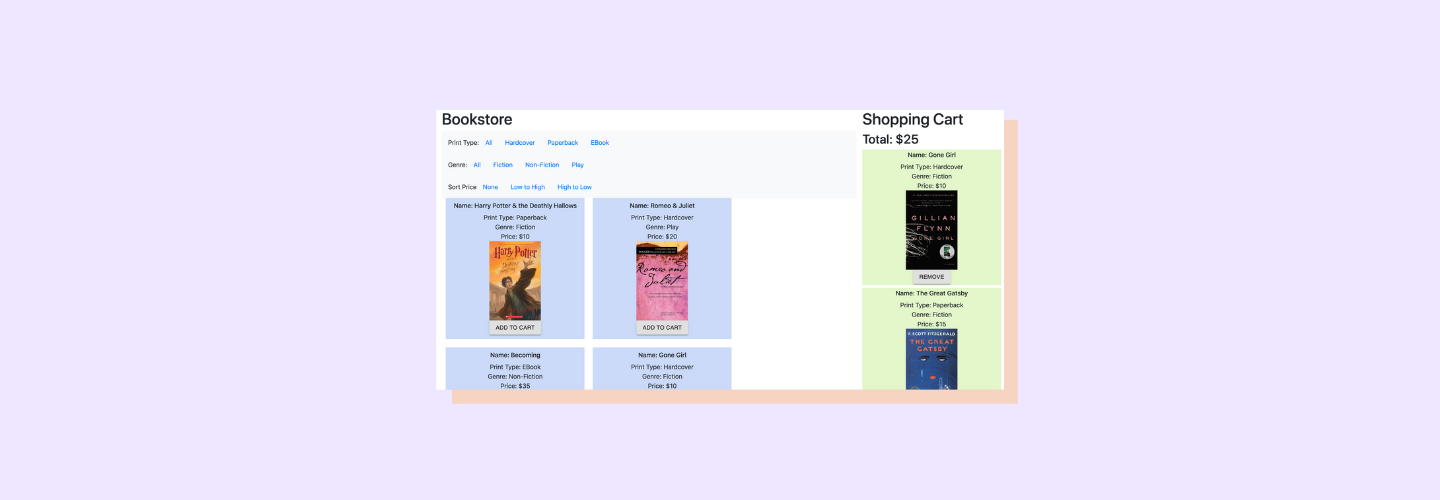 Bookstore
Print Type: All Hardcover Paperback EBook
Genre: All Fiction Non-Fiction Play
Sort Price None Low to High High to Low
Name: Harry Potter & the Deathly Hallows
Print Type: Paperback
Genre: Fiction
Price: $10
Harry Potter
ADD TO CART
Name: Romeo & Juliet
Print Type: Hardcover
Genre: Play
Price: $20
Romeo and
Juliet
ADD TO CART
Name: Becoming
Print Type: EBook
Genre: Non-Fiction
Price: $35
Name: Gone Girl
Print Type: Hardcover
Genre: Fiction
Price: $10
Shopping Cart
Total: $25
Name: Gone Girl
Print Type: Hardcover
Genre: Fiction
Price: $10
GILLIAN
FLYNN
GONE GIRL
REMOVE
Name: The Great Gatsby
Print Type: Paperback
Genre: Fiction
Price: $15
F. SCOTT FITZGERALD
THE GREAT
GATSBY